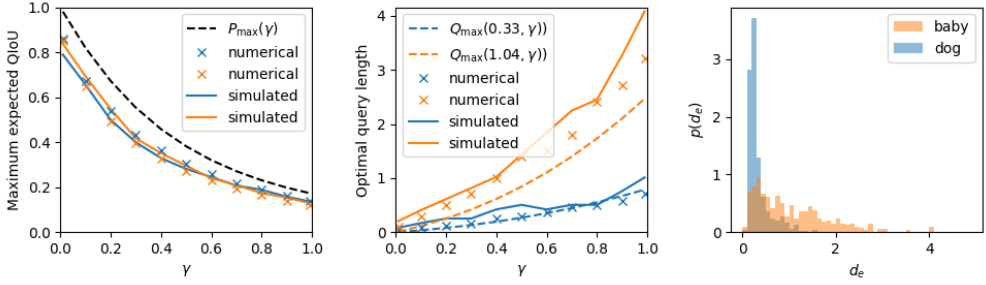 Maximum expected QIoU
1.0
0.8
0.6
0.4
0.2
0.0
0.0 0.2 0.4 0.6 0.8 1.0
γ
P_max(γ)
numerical
numerical
simulated
simulated
Optimal query length
4
3
2
1
0
0.0 0.2 0.4 0.6 0.8 1.0
γ
Q_max(0.33, γ))
Q_max(1.04, γ))
numerical
numerical
simulated
simulated
p(d_e)
3
2
1
0
0 2 4
d_e
baby
dog